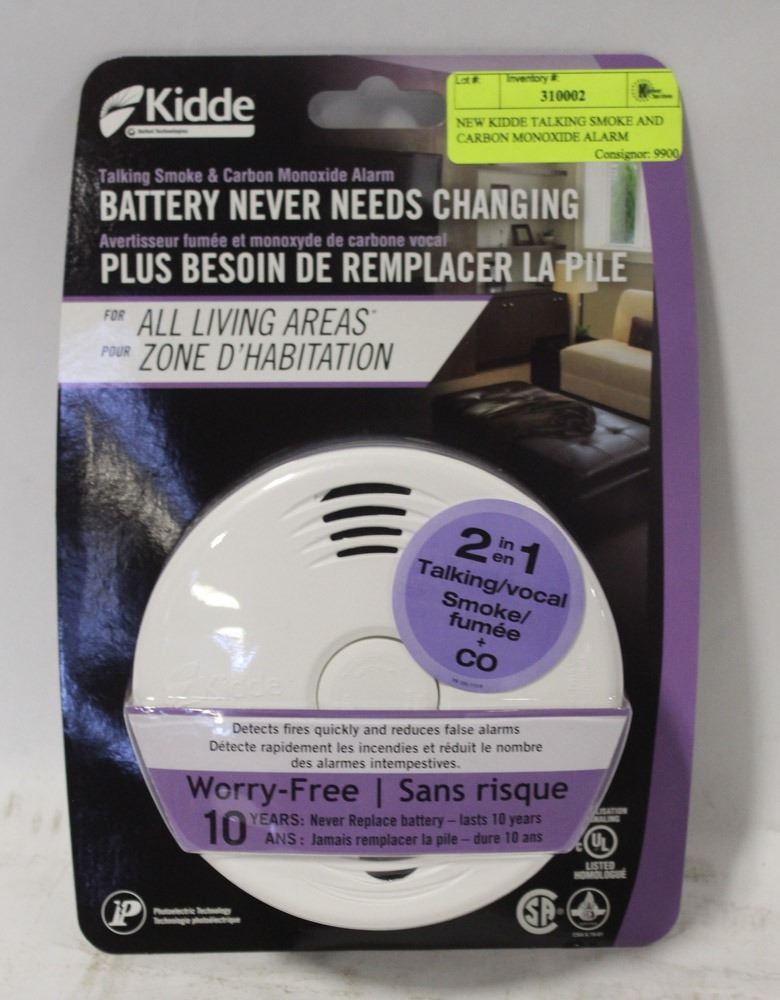 Kidde
Lot #: Inventory #:
310002
NEW KIDDE TALKING SMOKE AND
CARBON MONOXIDE ALARM
Consignor: 9900
Talking Smoke & Carbon Monoxide Alarm
BATTERY NEVER NEEDS CHANGING
Avertisseur fumée et monoxyde de carbone vocal
PLUS BESOIN DE REMPLACER LA PILE
FOR ALL LIVING AREAS*
POUR ZONE D'HABITATION
2 in en 1
Talking/vocal
Smoke/
fumée
+
CO
Kidde
Detects fires quickly and reduces false alarms
Détecte rapidement les incendies et réduit le nombre
des alarmes intempestives.
Worry-Free | Sans risque
10 YEARS: Never Replace battery – lasts 10 years
ANS : Jamais remplacer la pile – dure 10 ans
C UL
LISTED
HOMOLOGUÉ
Photoelectric Technology
Technologie photoélectrique